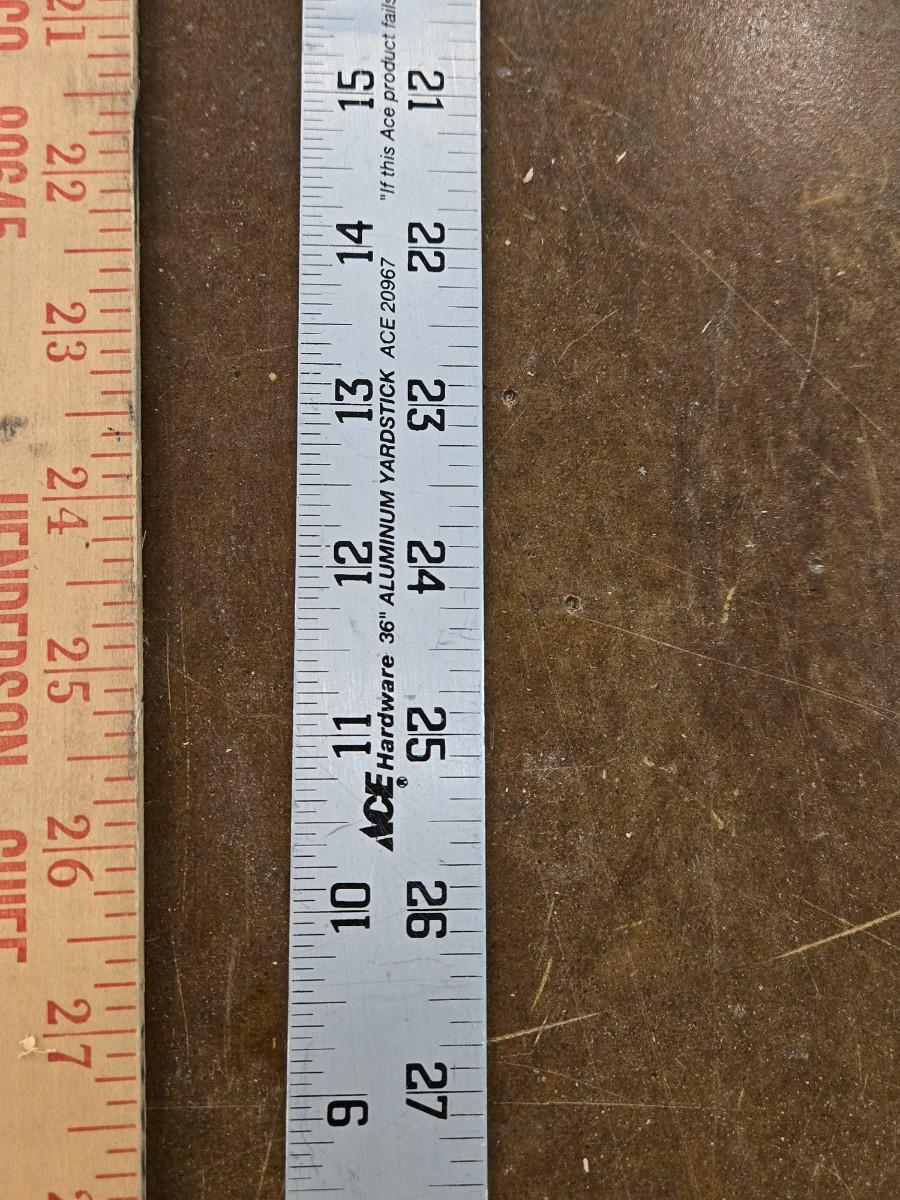 21 22 23 24 25 26 27
HENDERSON
15 14 13 12 11 10 9
ACE® Hardware 36" ALUMINUM YARDSTICK ACE 20967 "If this Ace product fails
21 22 23 24 25 26 27